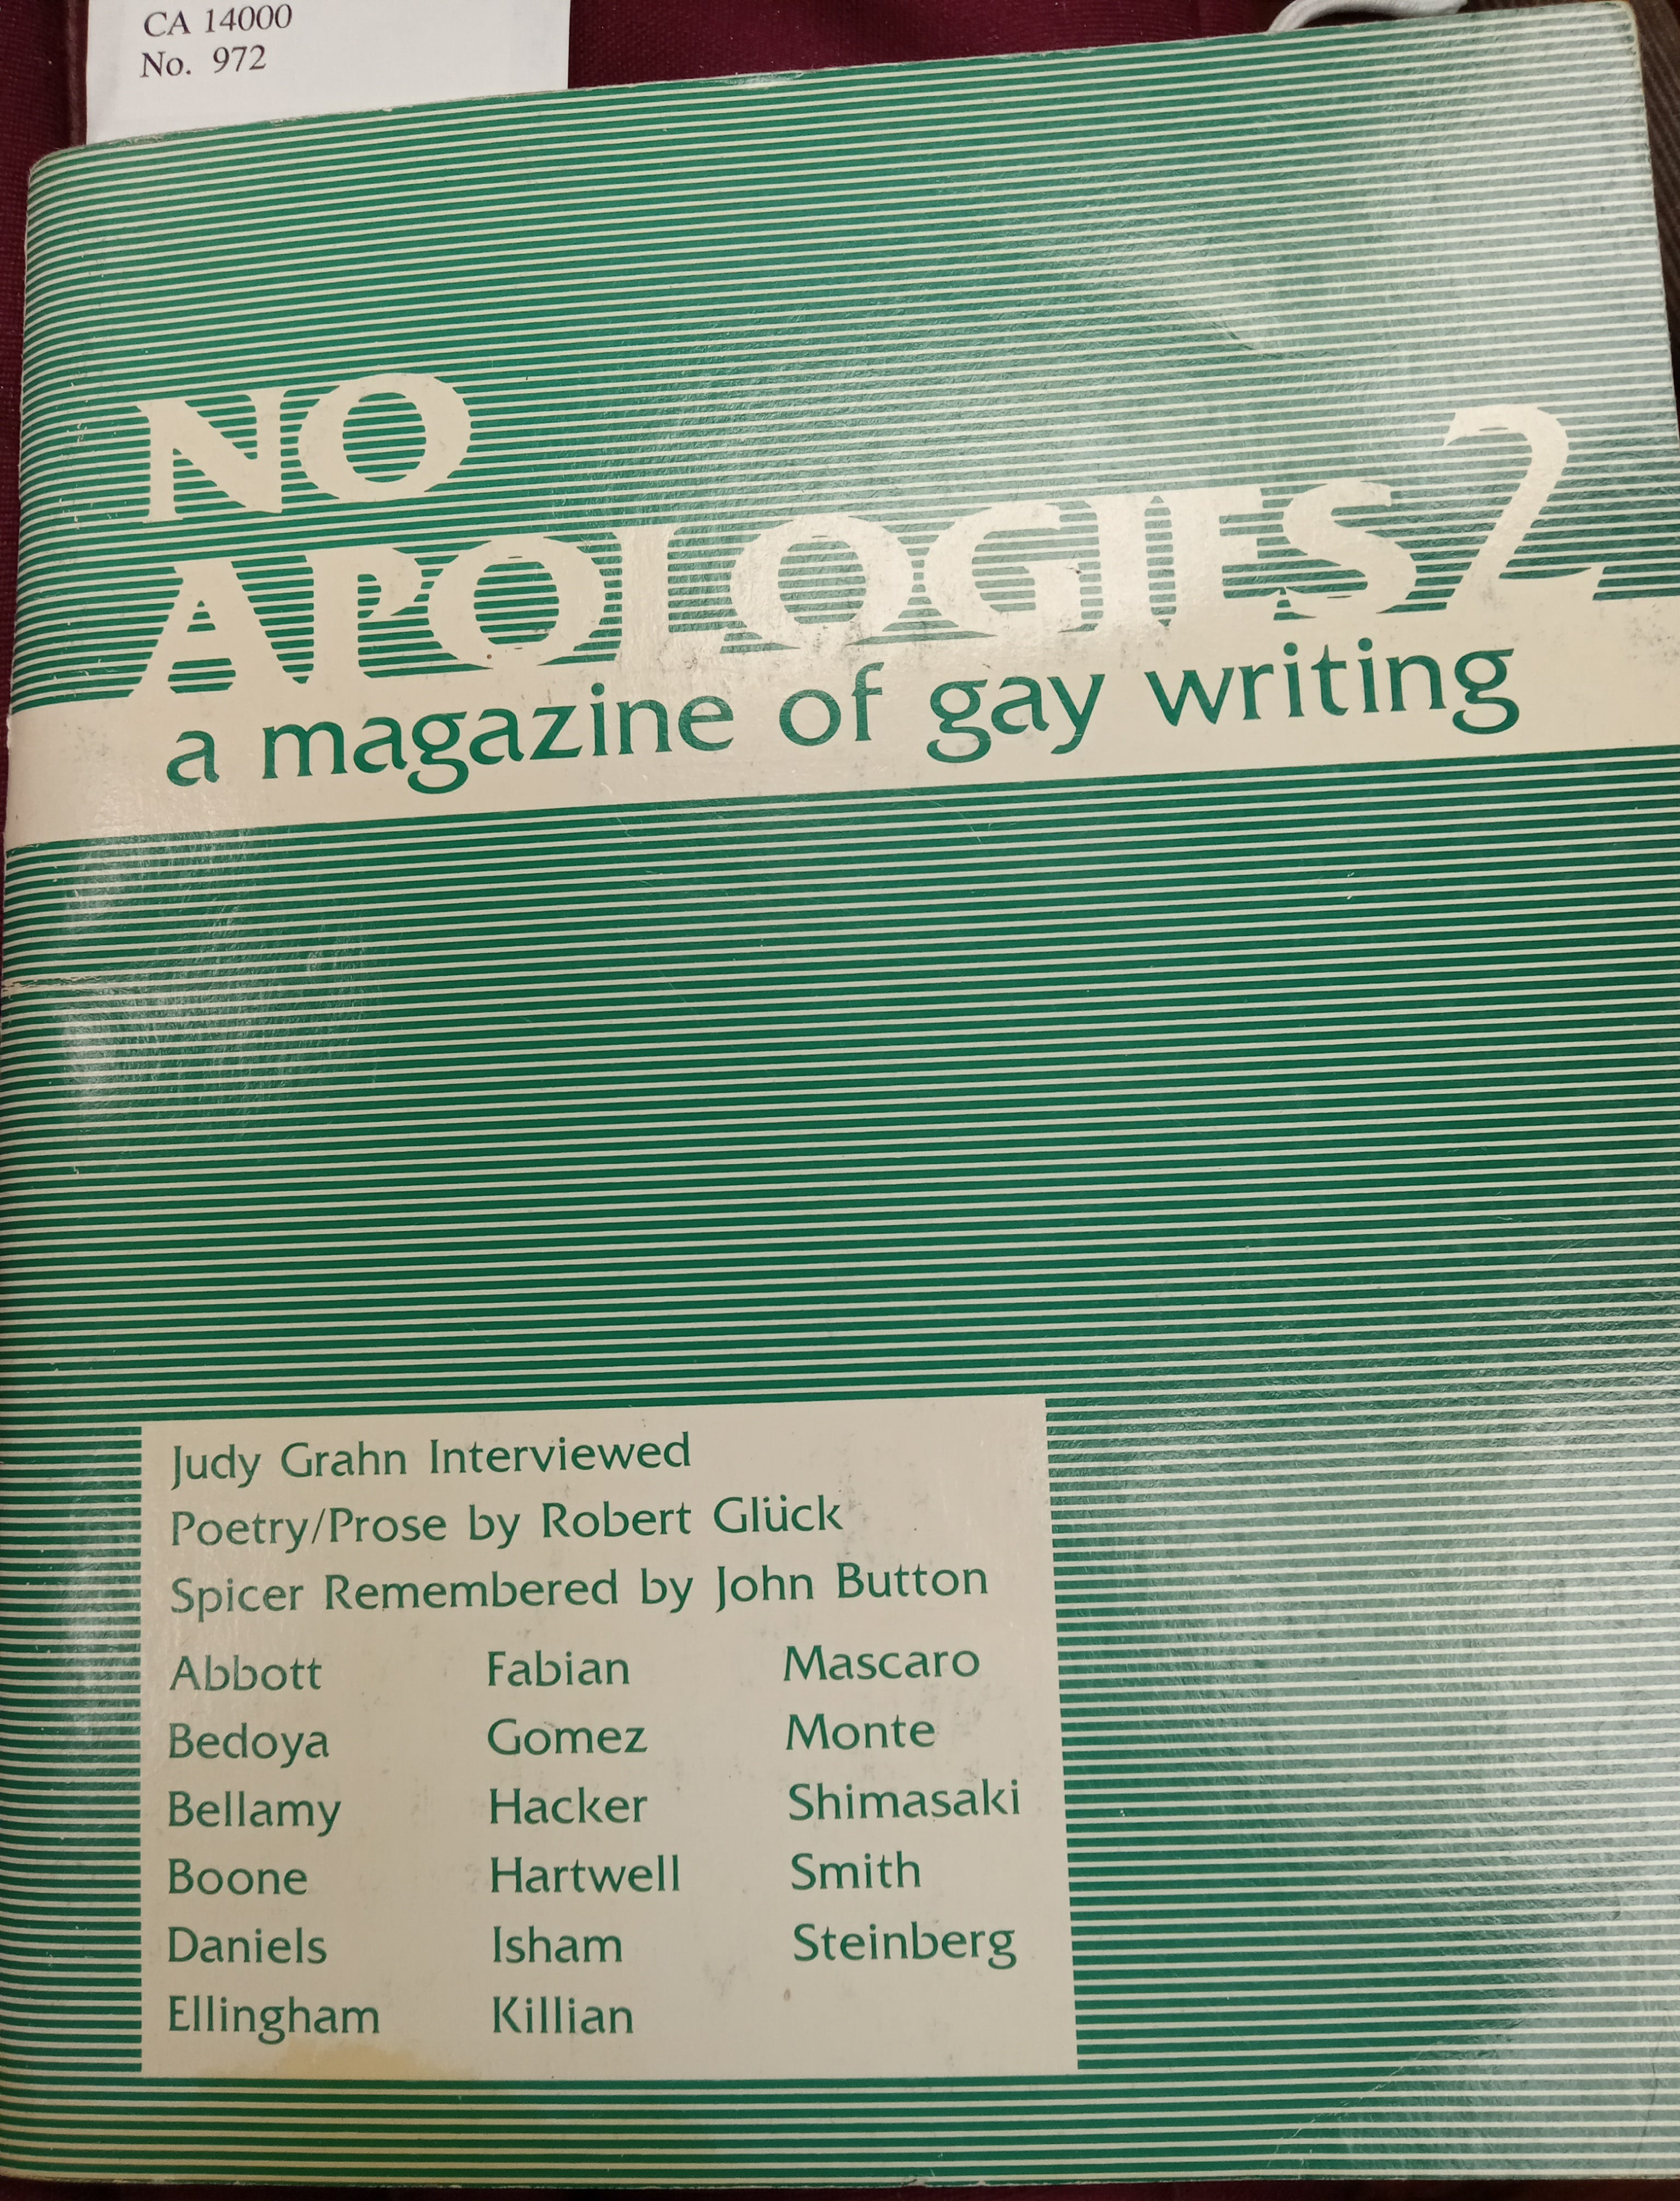 CA 14000
No. 972
NO
APOLOGIES 2
a magazine of gay writing
Judy Grahn Interviewed
Poetry/Prose by Robert Glück
Spicer Remembered by John Button
Abbott
Bedoya
Bellamy
Boone
Daniels
Ellingham
Fabian
Gomez
Hacker
Hartwell
Isham
Killian
Mascaro
Monte
Shimasaki
Smith
Steinberg